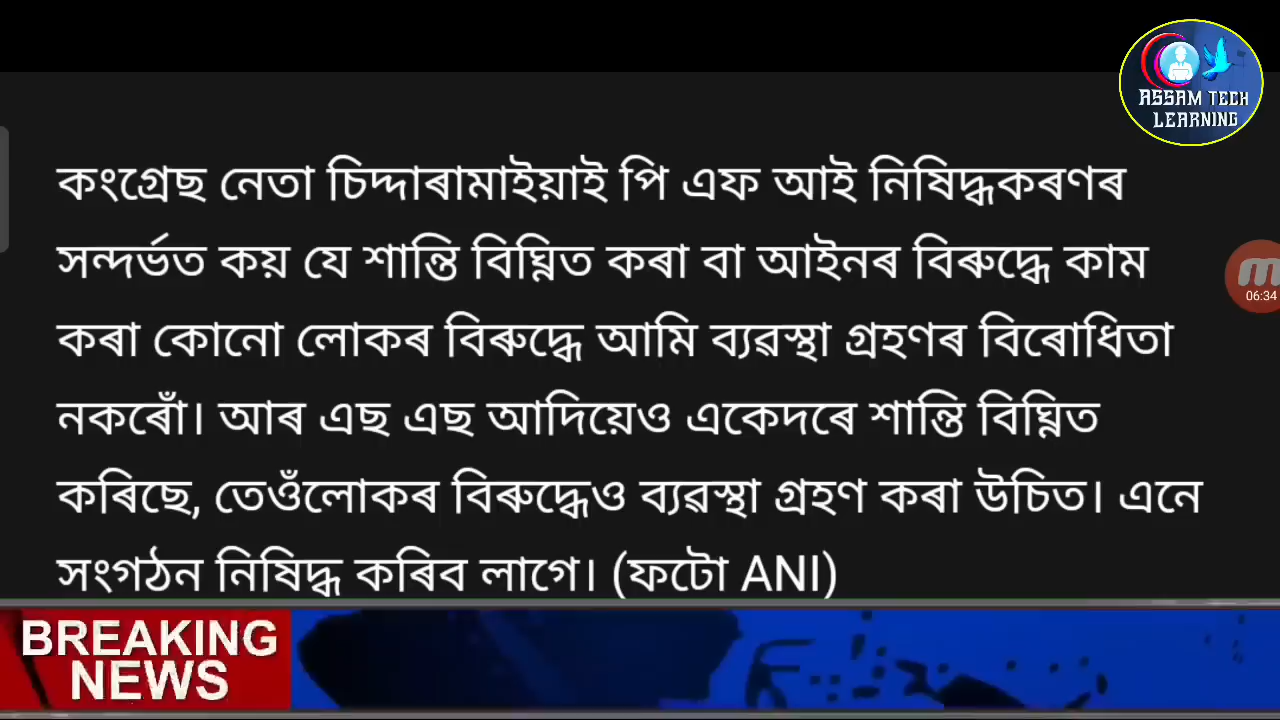 ASSAM TECH
LEARNING
কংগ্ৰেছ নেতা চিদ্দাৰামাইয়াই পি এফ আই নিষিদ্ধকৰণৰ
সন্দৰ্ভত কয় যে শান্তি বিঘ্নিত কৰা বা আইনৰ বিৰুদ্ধে কাম
কৰা কোনো লোকৰ বিৰুদ্ধে আমি ব্যৱস্থা গ্ৰহণৰ বিৰোধিতা
নকৰোঁ। আৰ এছ এছ আদিয়েও একেদৰে শান্তি বিঘ্নিত
কৰিছে, তেওঁলোকৰ বিৰুদ্ধেও ব্যৱস্থা গ্ৰহণ কৰা উচিত। এনে
সংগঠন নিষিদ্ধ কৰিব লাগে। (ফটো ANI)
06:34
BREAKING
NEWS